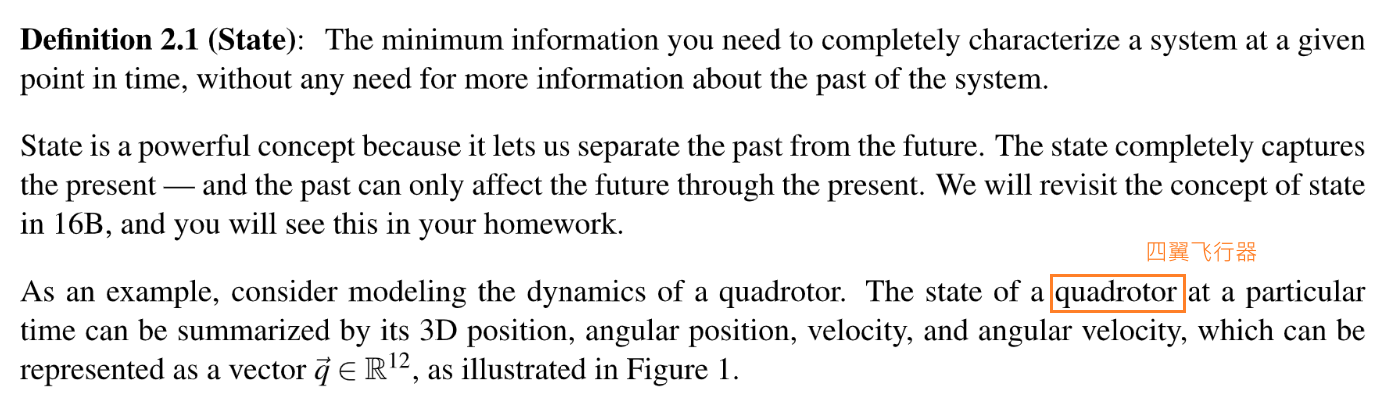 Definition 2.1 (State): The minimum information you need to completely characterize a system at a given
point in time, without any need for more information about the past of the system.
State is a powerful concept because it lets us separate the past from the future. The state completely captures
the present — and the past can only affect the future through the present. We will revisit the concept of state
in 16B, and you will see this in your homework.
四翼飞行器
As an example, consider modeling the dynamics of a quadrotor. The state of a quadrotor at a particular
time can be summarized by its 3D position, angular position, velocity, and angular velocity, which can be
represented as a vector q⃗ ∈ ℝ¹², as illustrated in Figure 1.